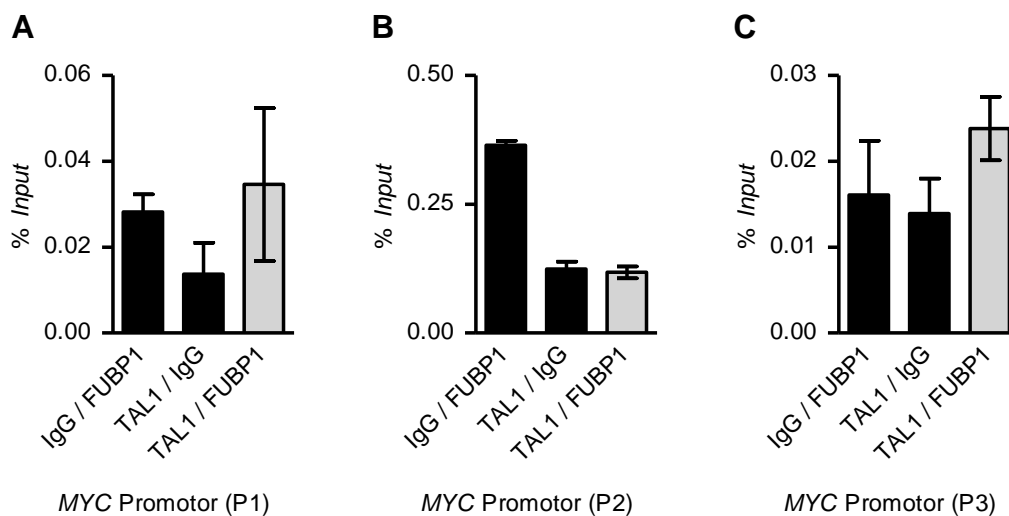 A
% Input
0.06
0.04
0.02
0.00
IgG / FUBP1
TAL1 / IgG
TAL1 / FUBP1
MYC Promotor (P1)
B
% Input
0.50
0.25
0.00
IgG / FUBP1
TAL1 / IgG
TAL1 / FUBP1
MYC Promotor (P2)
C
% Input
0.03
0.02
0.01
0.00
IgG / FUBP1
TAL1 / IgG
TAL1 / FUBP1
MYC Promotor (P3)